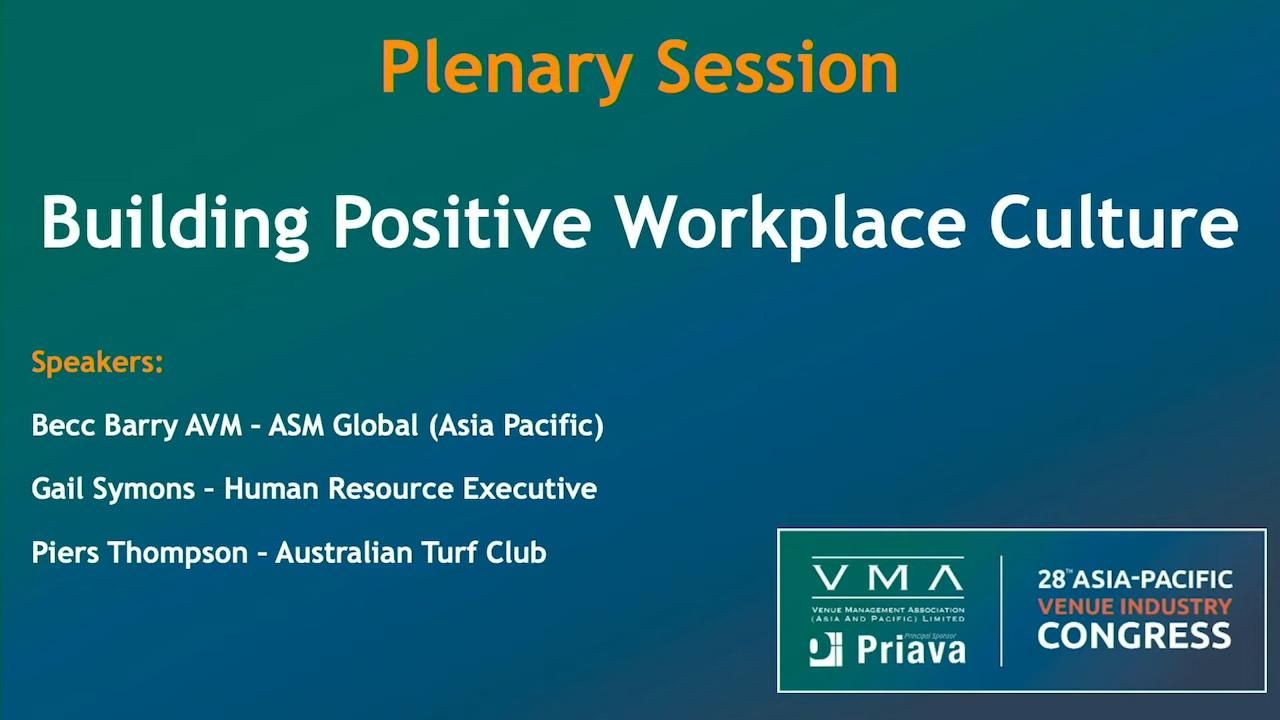 Plenary Session
Building Positive Workplace Culture
Speakers:
Becc Barry AVM – ASM Global (Asia Pacific)
Gail Symons – Human Resource Executive
Piers Thompson – Australian Turf Club
VMA
VENUE MANAGEMENT ASSOCIATION
(ASIA AND PACIFIC) LIMITED
Principal Sponsor
Priava
28TH ASIA-PACIFIC
VENUE INDUSTRY
CONGRESS